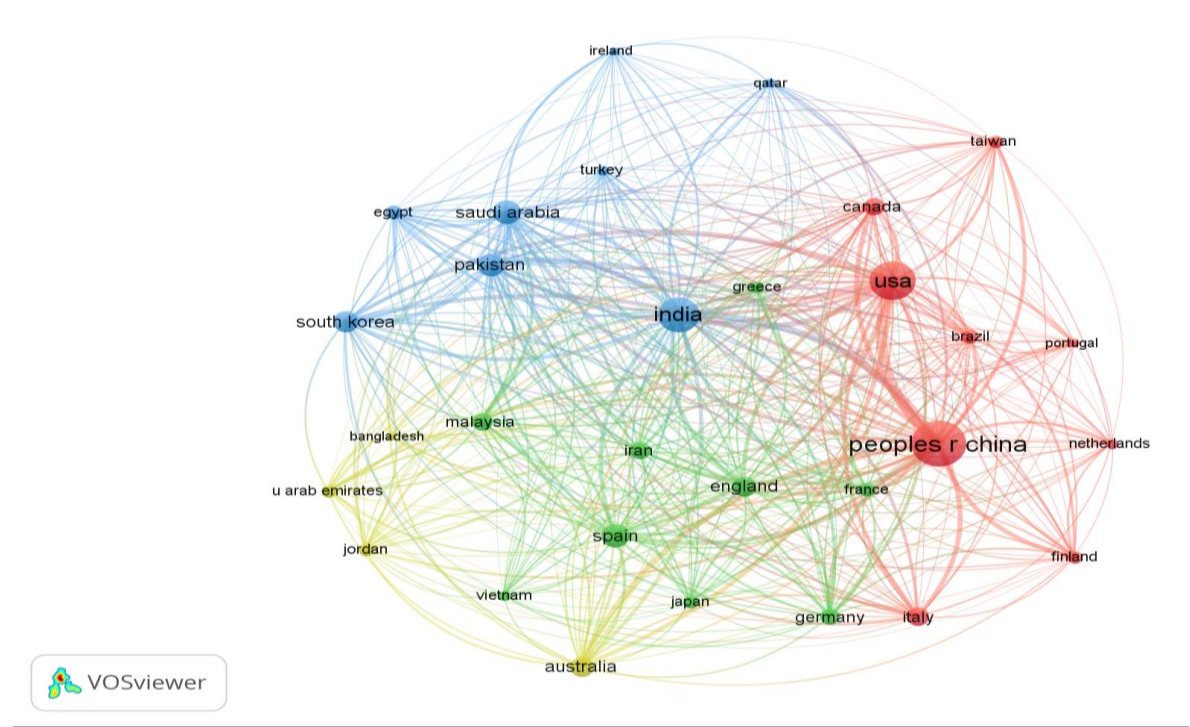 ireland
qatar
taiwan
turkey
canada
egypt
saudi arabia
pakistan
usa
greece
india
south korea
brazil
portugal
malaysia
bangladesh
peoples r china
netherlands
iran
england
france
u arab emirates
spain
jordan
finland
vietnam
japan
germany
italy
australia
VOSviewer